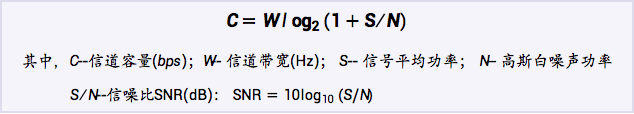 C = W log₂ (1 + S/N)
其中，C--信道容量(bps)；W-- 信道带宽(Hz)； S-- 信号平均功率； N-- 高斯白噪声功率
S/N--信噪比SNR(dB)： SNR = 10log₁₀ (S/N)